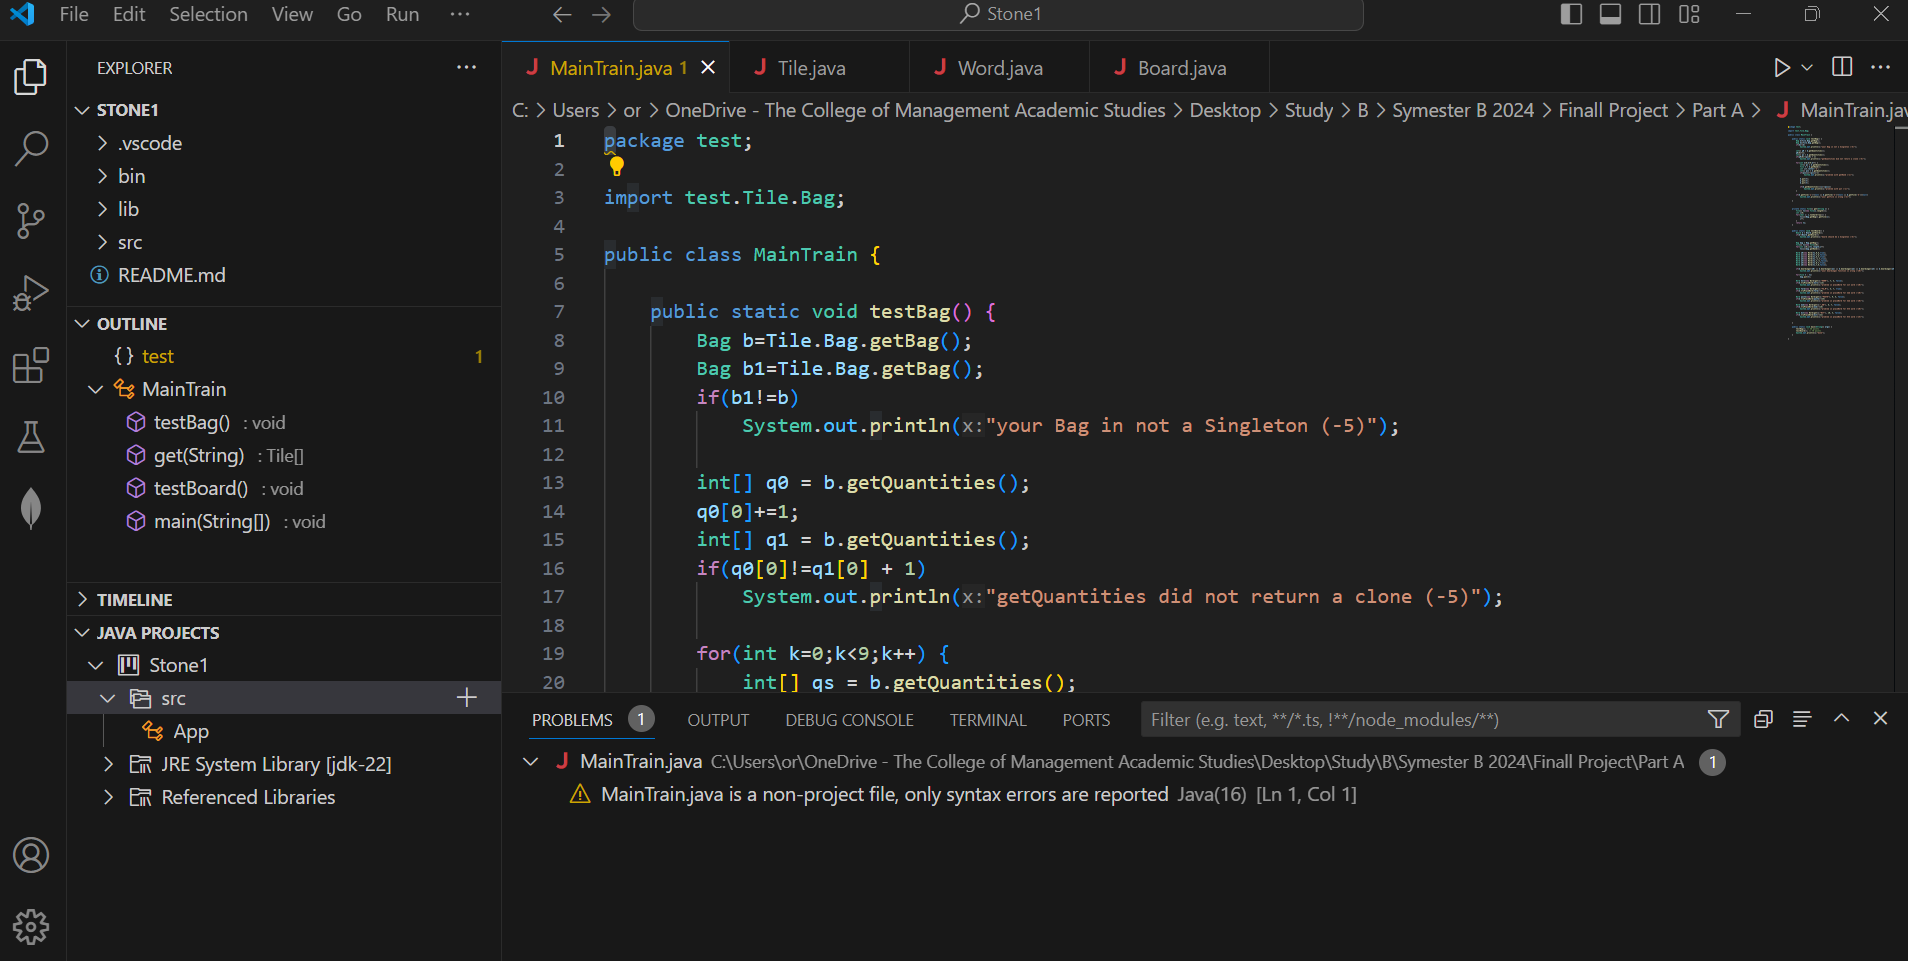 File Edit Selection View Go Run ···
Stone1
EXPLORER
STONE1
.vscode
bin
lib
src
README.md
OUTLINE
{} test 1
MainTrain
testBag() : void
get(String) : Tile[]
testBoard() : void
main(String[]) : void
TIMELINE
JAVA PROJECTS
Stone1
src
App
JRE System Library [jdk-22]
Referenced Libraries
MainTrain.java 1
Tile.java
Word.java
Board.java
C: > Users > or > OneDrive - The College of Management Academic Studies > Desktop > Study > B > Symester B 2024 > Finall Project > Part A > MainTrain.jav
1 package test;
2
3 import test.Tile.Bag;
4
5 public class MainTrain {
6
7 public static void testBag() {
8 Bag b=Tile.Bag.getBag();
9 Bag b1=Tile.Bag.getBag();
10 if(b1!=b)
11 System.out.println(x:"your Bag in not a Singleton (-5)");
12
13 int[] q0 = b.getQuantities();
14 q0[0]+=1;
15 int[] q1 = b.getQuantities();
16 if(q0[0]!=q1[0] + 1)
17 System.out.println(x:"getQuantities did not return a clone (-5)");
18
19 for(int k=0;k<9;k++) {
20 int[] qs = b.getQuantities();
PROBLEMS 1 OUTPUT DEBUG CONSOLE TERMINAL PORTS Filter (e.g. text, **/*.ts, !**/node_modules/**)
MainTrain.java C:\Users\or\OneDrive - The College of Management Academic Studies\Desktop\Study\B\Symester B 2024\Finall Project\Part A 1
MainTrain.java is a non-project file, only syntax errors are reported Java(16) [Ln 1, Col 1]